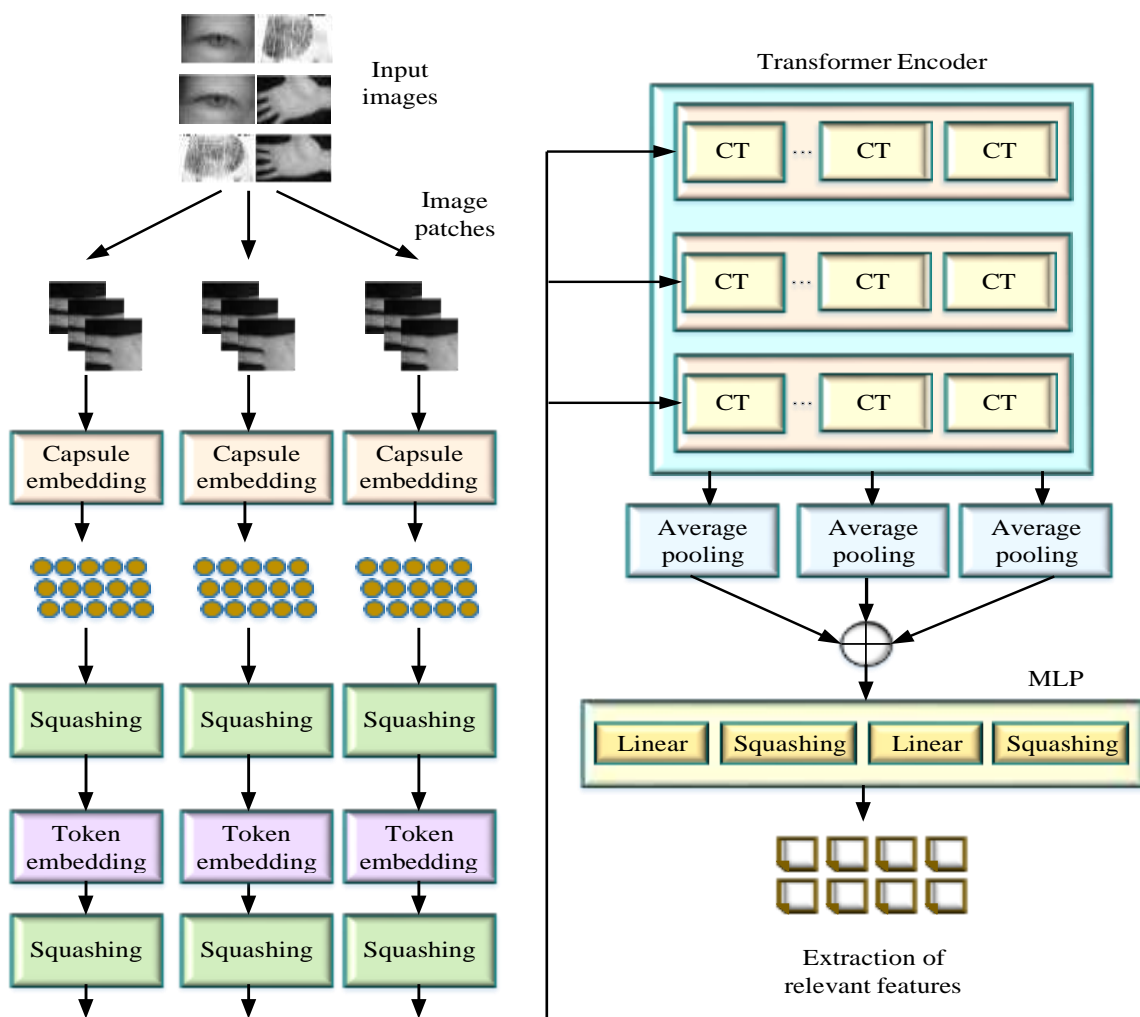 Input
images
Image
patches
Capsule
embedding
Capsule
embedding
Capsule
embedding
Squashing
Squashing
Squashing
Token
embedding
Token
embedding
Token
embedding
Squashing
Squashing
Squashing
Transformer Encoder
CT ... CT CT
CT ... CT CT
CT ... CT CT
Average
pooling
Average
pooling
Average
pooling
MLP
Linear Squashing Linear Squashing
Extraction of
relevant features